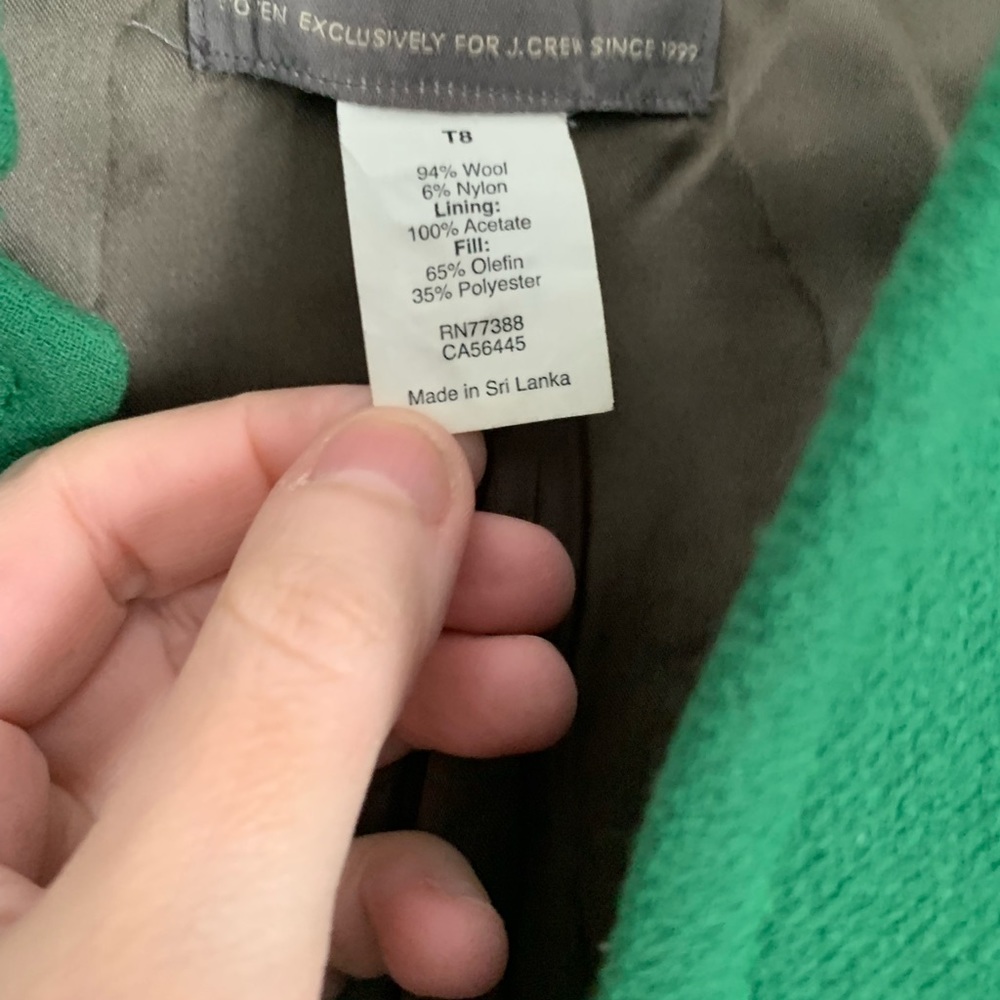 EXCLUSIVELY FOR J.CREW SINCE 1999
T8
94% Wool
6% Nylon
Lining:
100% Acetate
Fill:
65% Olefin
35% Polyester
RN77388
CA56445
Made in Sri Lanka